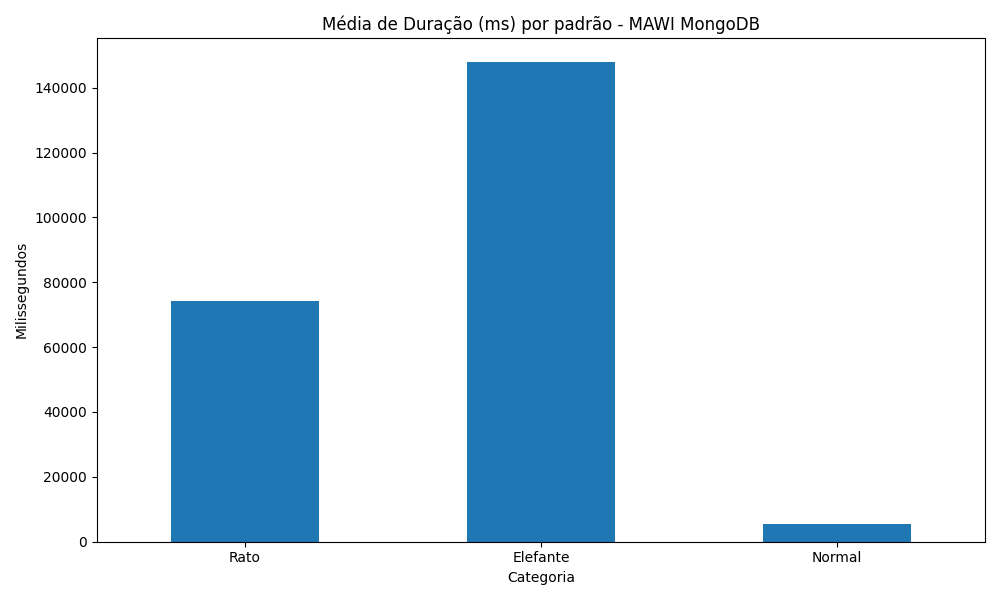 Média de Duração (ms) por padrão - MAWI MongoDB
Milissegundos
140000
120000
100000
80000
60000
40000
20000
0
Rato Elefante Normal
Categoria